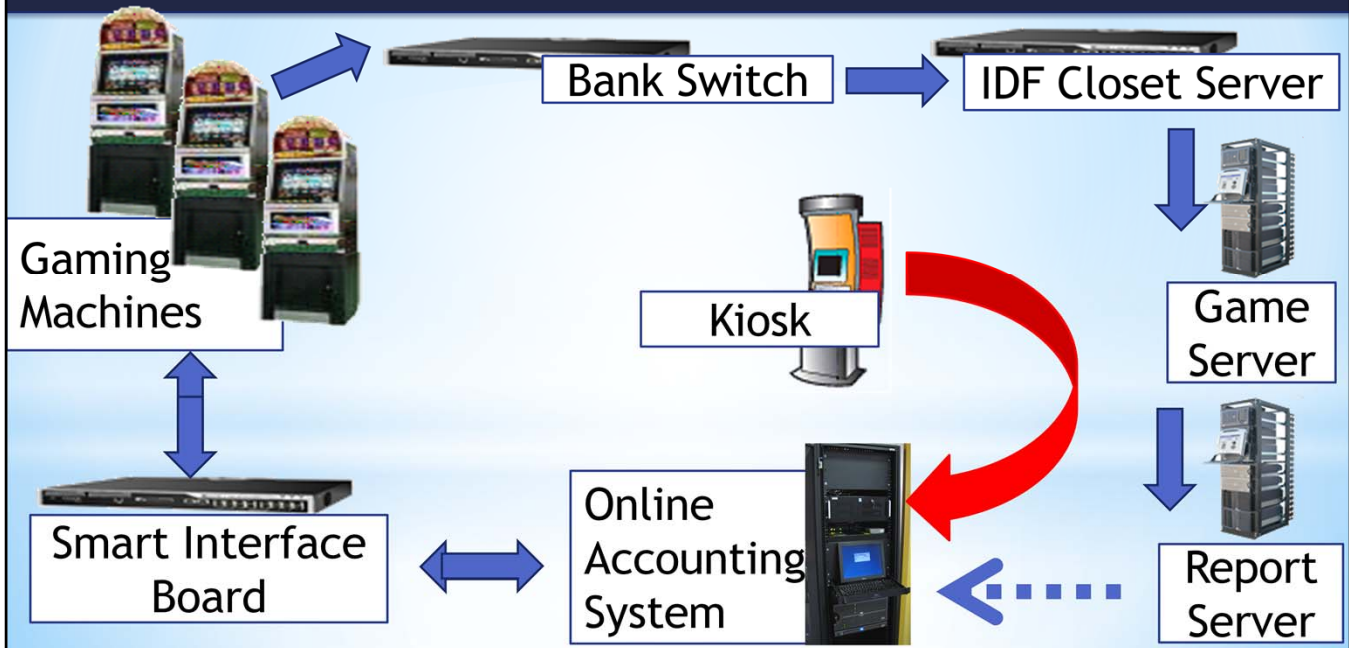 Bank Switch
IDF Closet Server
Gaming
Machines
Kiosk
Game
Server
Smart Interface
Board
Online
Accounting
System
Report
Server